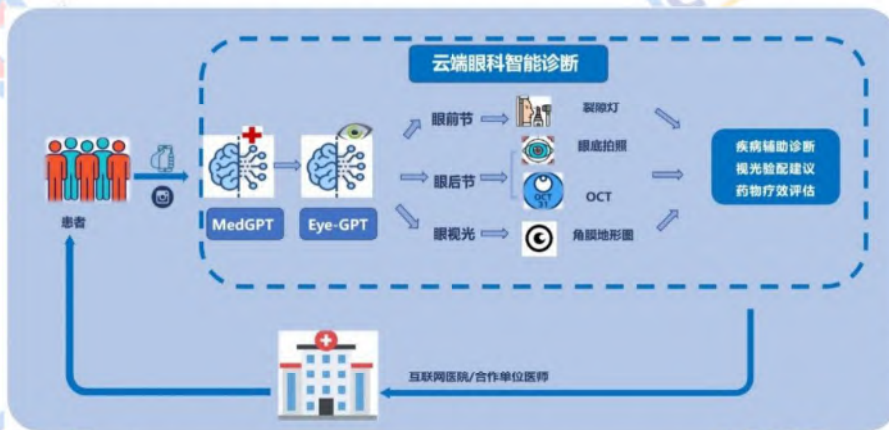 云端眼科智能诊断
眼前节
裂隙灯
眼底拍照
疾病辅助诊断
视光验配建议
药物疗效评估
眼后节
OCT
31
OCT
患者
MedGPT
Eye-GPT
眼视光
角膜地形图
互联网医院/合作单位医师